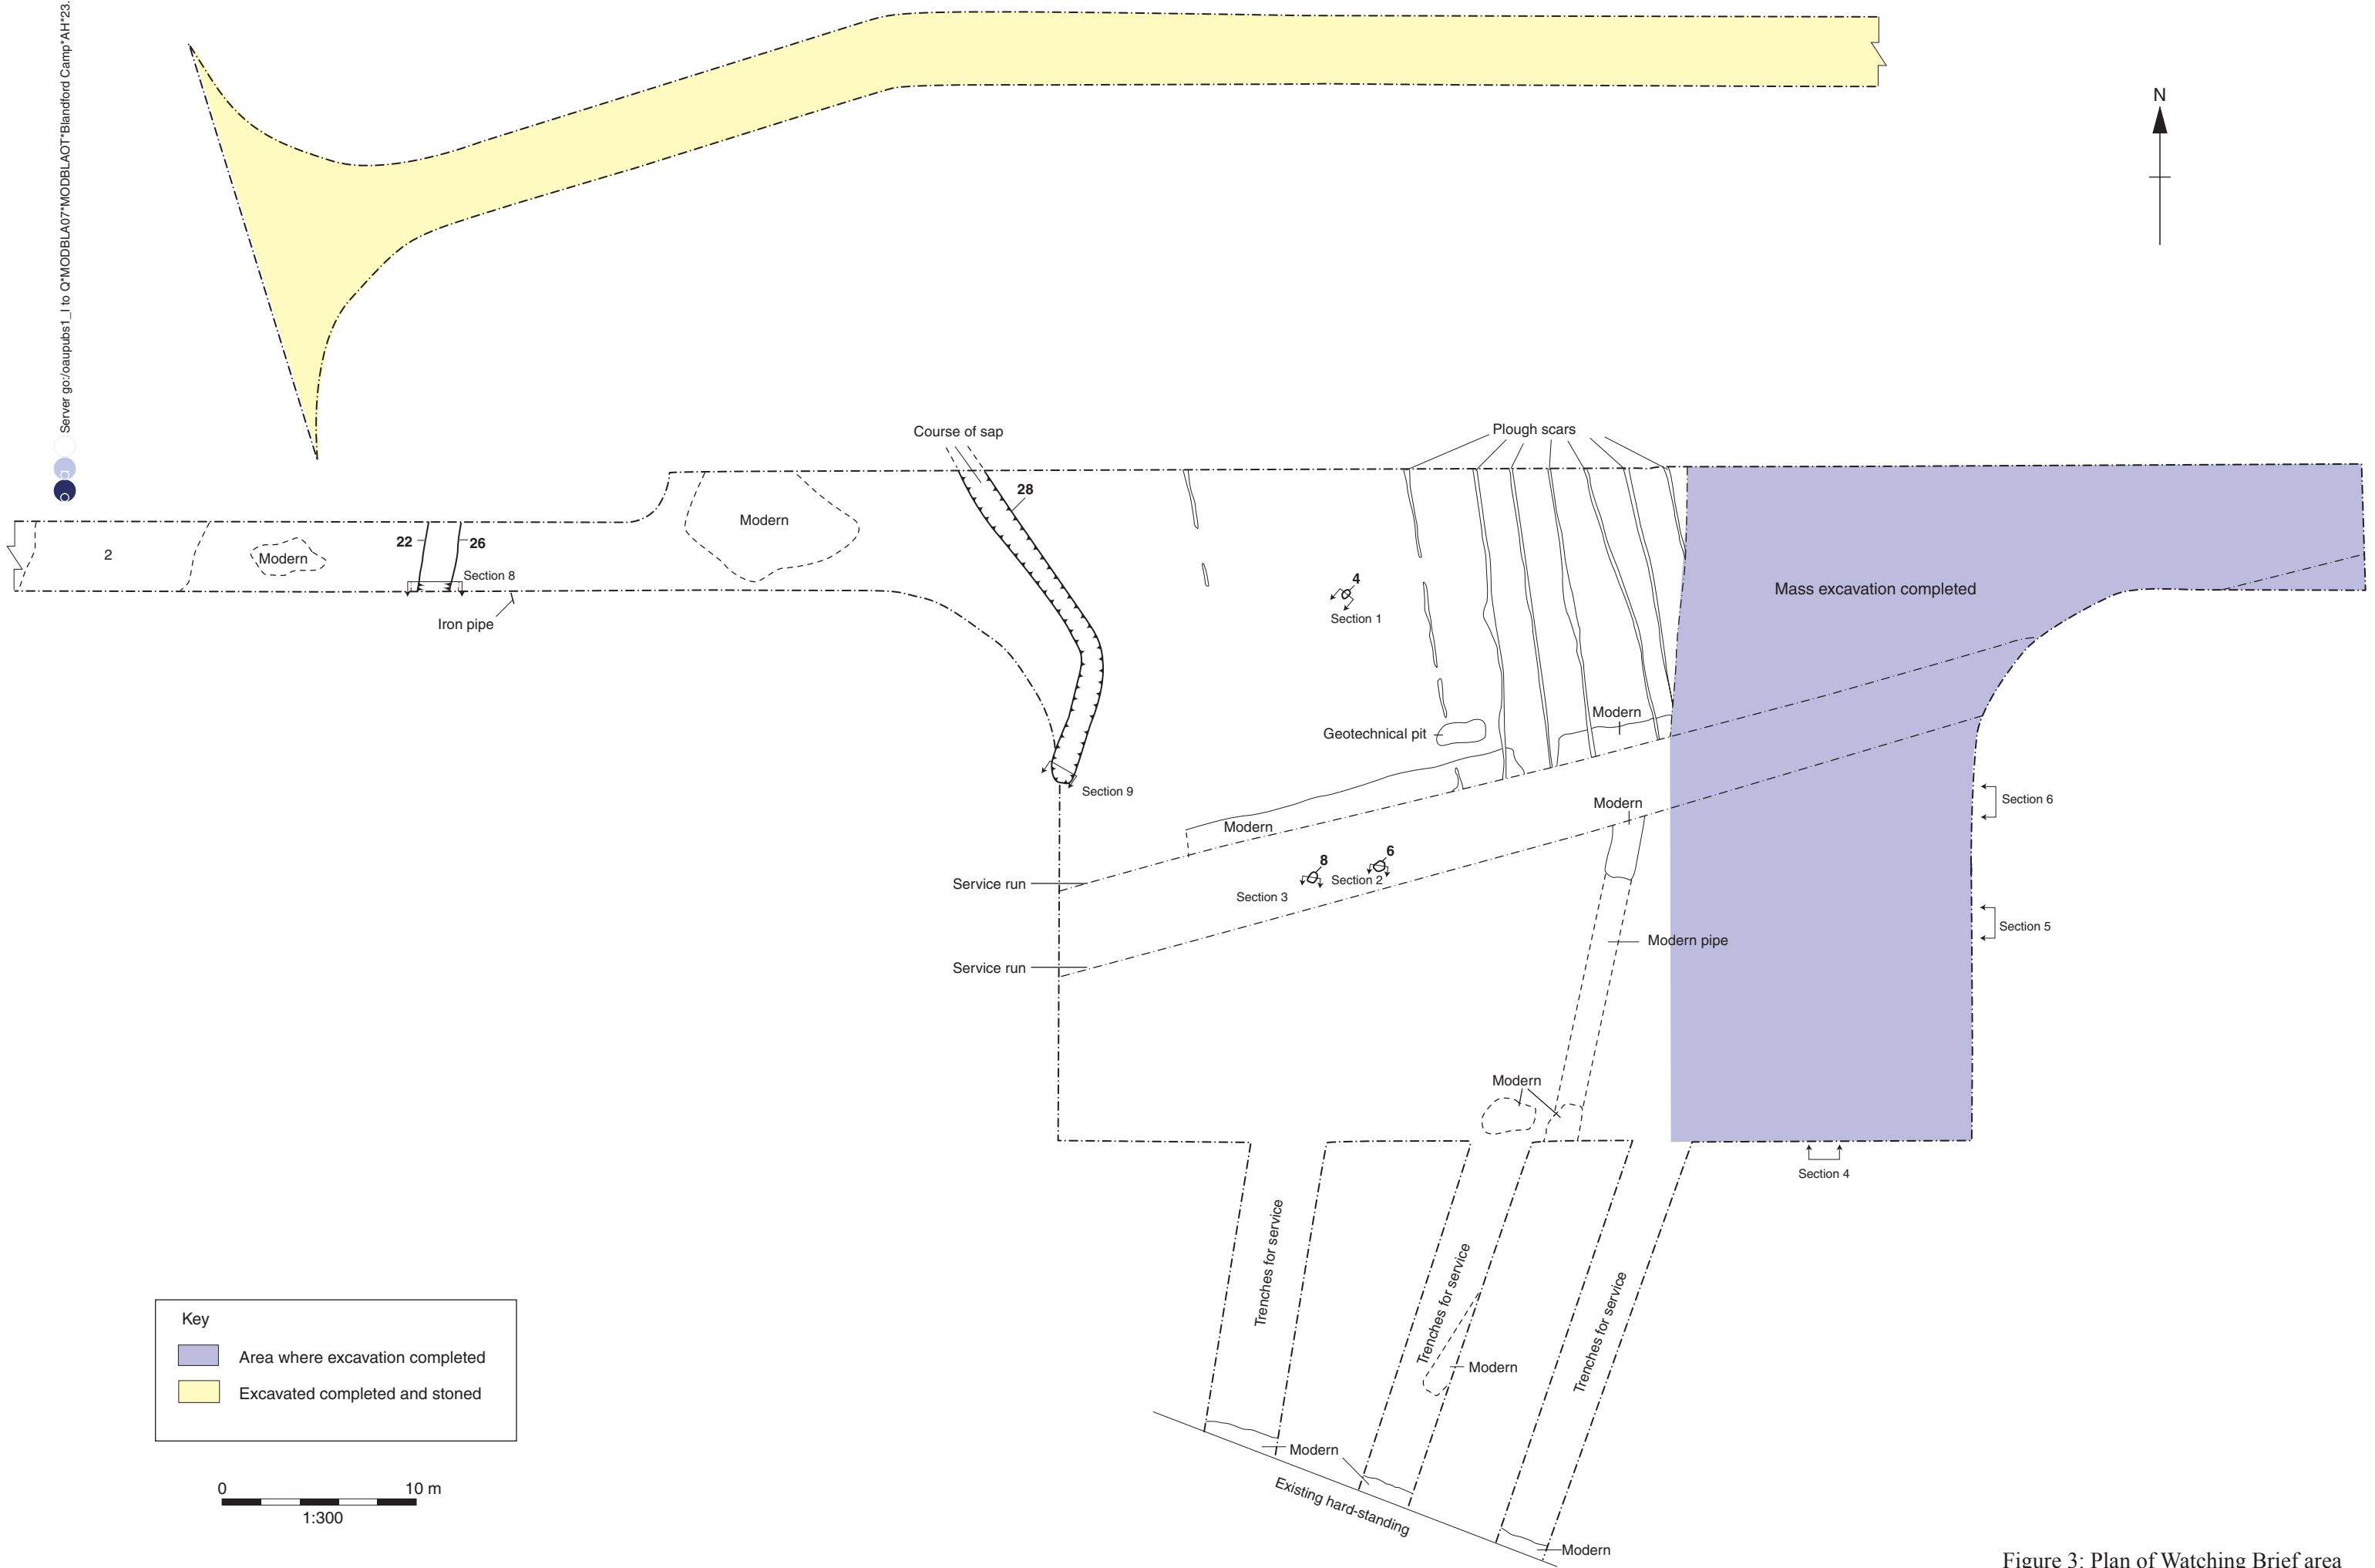 Server go:/oaupubs1_I to Q*MODBLA07*MODBLAOT*Blandford Camp*AH*23.
N
Course of sap
28
Plough scars
Modern
2
Modern
22
26
Section 8
Iron pipe
4
Section 1
Mass excavation completed
Geotechnical pit
Modern
Section 9
Modern
Modern
Section 6
8
6
Section 2
Section 3
Service run
Section 5
Modern pipe
Service run
Modern
Section 4
Trenches for service
Trenches for service
Trenches for service
Modern
Modern
Existing hard-standing
Modern
Key
Area where excavation completed
Excavated completed and stoned
0 10 m
1:300
Figure 3: Plan of Watching Brief area